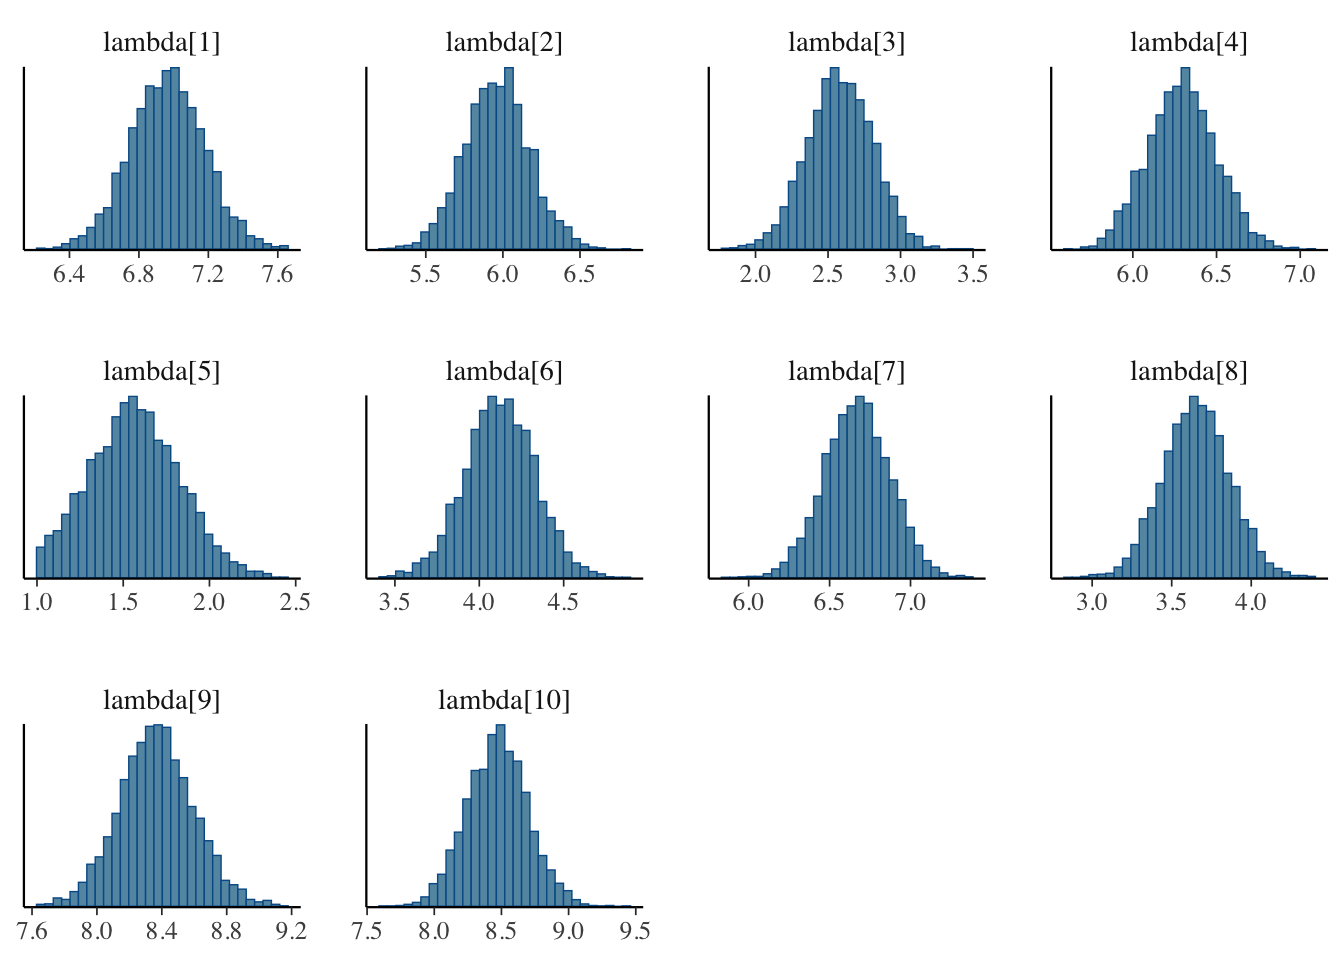 lambda[1] lambda[2] lambda[3] lambda[4]
6.4 6.8 7.2 7.6 5.5 6.0 6.5 2.0 2.5 3.0 3.5 6.0 6.5 7.0
lambda[5] lambda[6] lambda[7] lambda[8]
1.0 1.5 2.0 2.5 3.5 4.0 4.5 6.0 6.5 7.0 3.0 3.5 4.0
lambda[9] lambda[10]
7.6 8.0 8.4 8.8 9.2 7.5 8.0 8.5 9.0 9.5